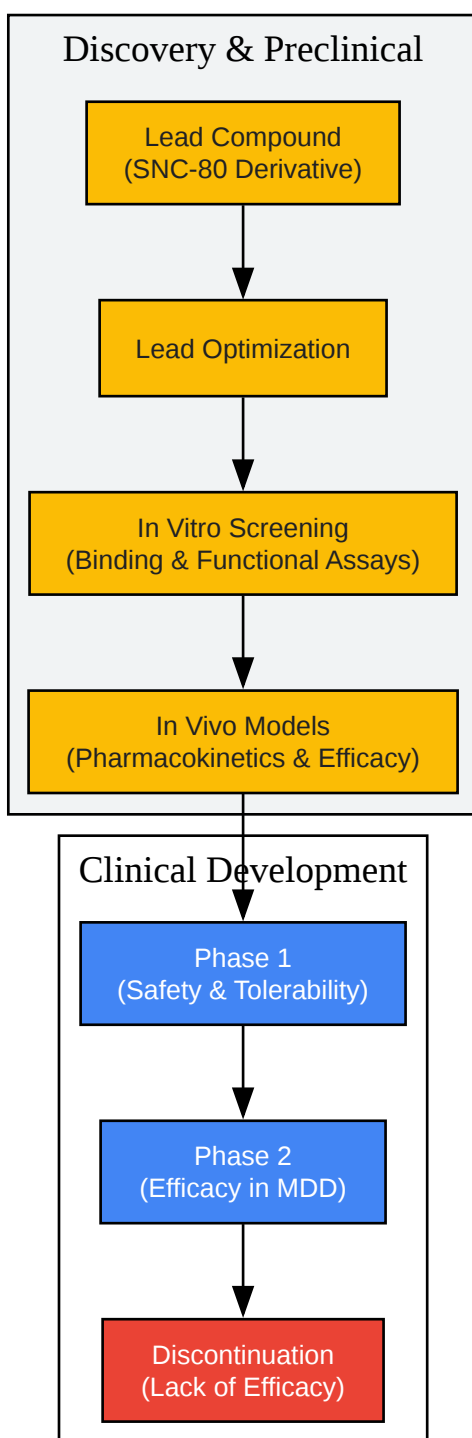 Discovery & Preclinical
Lead Compound
(SNC-80 Derivative)
Lead Optimization
In Vitro Screening
(Binding & Functional Assays)
In Vivo Models
(Pharmacokinetics & Efficacy)
Clinical Development
Phase 1
(Safety & Tolerability)
Phase 2
(Efficacy in MDD)
Discontinuation
(Lack of Efficacy)